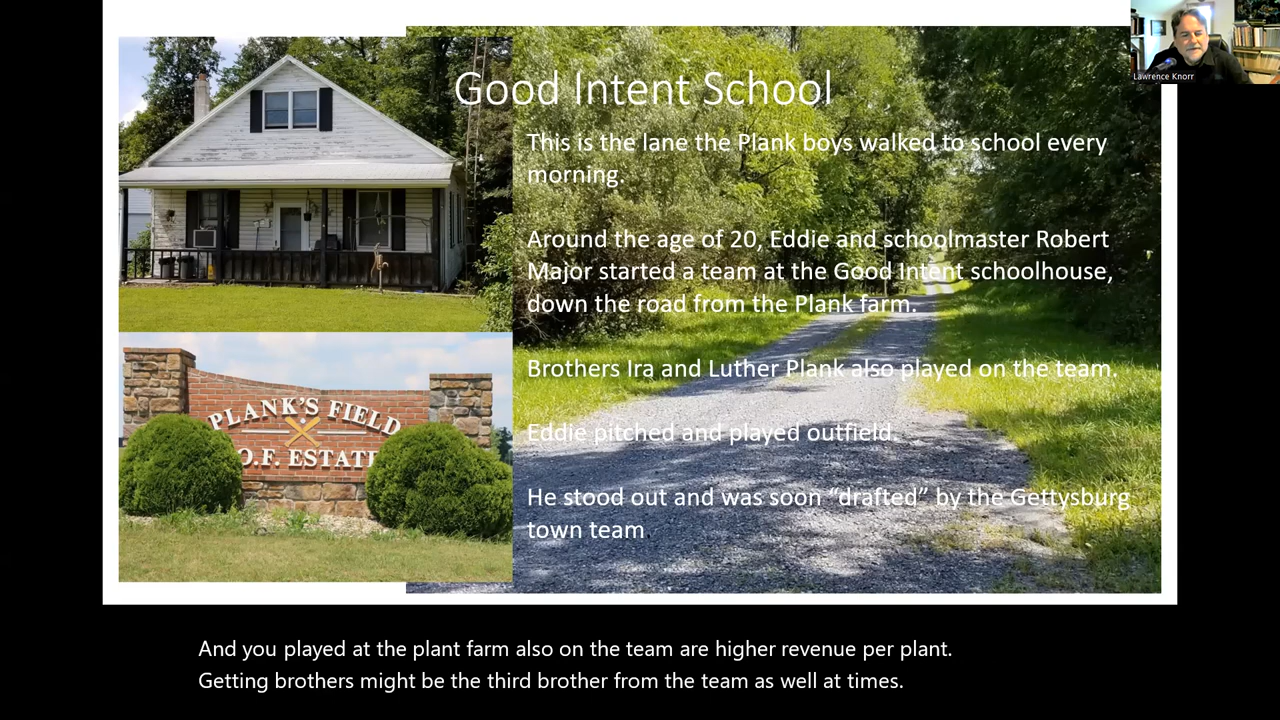 Lawrence Knorr
Good Intent School
This is the lane the Plank boys walked to school every
morning.
Around the age of 20, Eddie and schoolmaster Robert
Major started a team at the Good Intent schoolhouse,
down the road from the Plank farm.
Brothers Ira and Luther Plank also played on the team.
Eddie pitched and played outfield.
He stood out and was soon “drafted” by the Gettysburg
town team
PLANK'S FIELD
O.F. ESTATE
And you played at the plant farm also on the team are higher revenue per plant.
Getting brothers might be the third brother from the team as well at times.